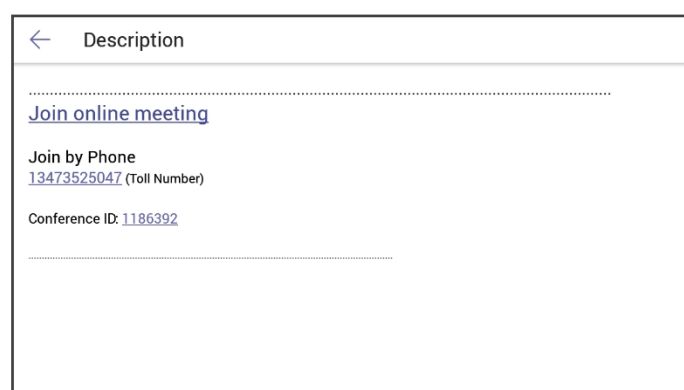 Description
Join online meeting
Join by Phone
13473525047 (Toll Number)
Conference ID: 1186392